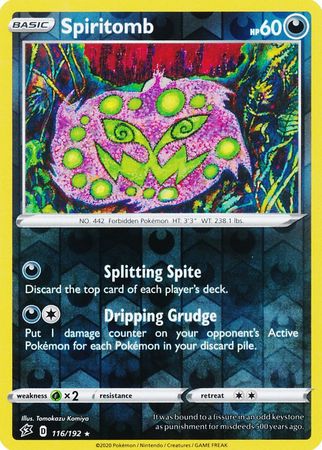 BASIC Spiritomb HP 60
NO. 442 Forbidden Pokémon HT: 3'3" WT: 238.1 lbs.
Splitting Spite
Discard the top card of each player's deck.
Dripping Grudge
Put 1 damage counter on your opponent's Active
Pokémon for each Pokémon in your discard pile.
weakness ×2 resistance retreat
Illus. Tomokazu Komiya
D 116/192 ★
It was bound to a fissure in an odd keystone
as punishment for misdeeds 500 years ago.
©2020 Pokémon / Nintendo / Creatures / GAME FREAK